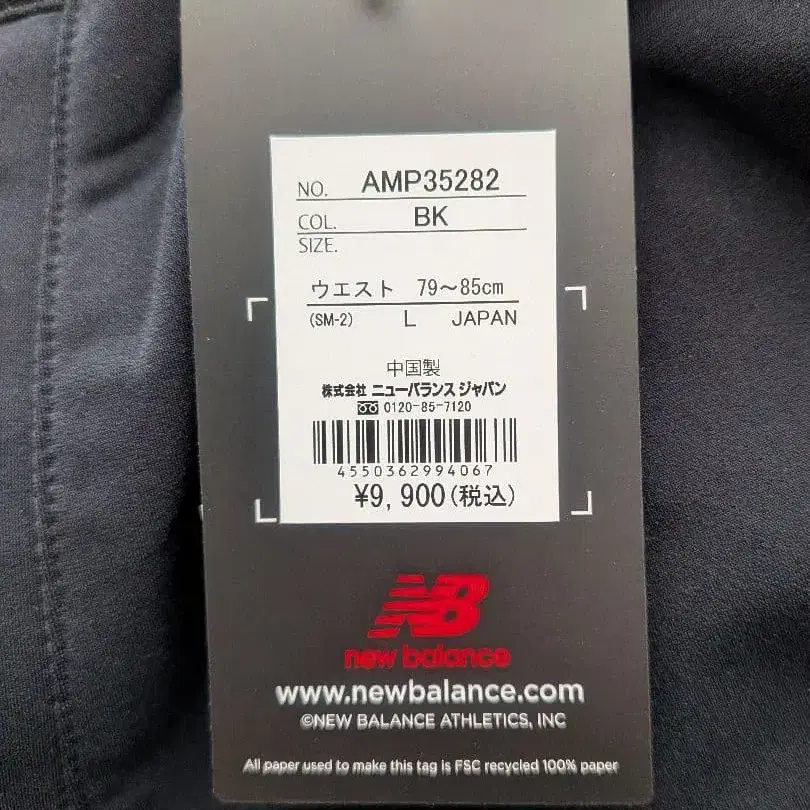 NO. AMP35282
COL. BK
SIZE.
ウエスト 79～85cm
(SM-2) L JAPAN
中国製
株式会社 ニューバランス ジャパン
0120-85-7120
4550362994067
¥9,900(税込)
NB
new balance
www.newbalance.com
©NEW BALANCE ATHLETICS, INC
All paper used to make this tag is FSC recycled 100% paper